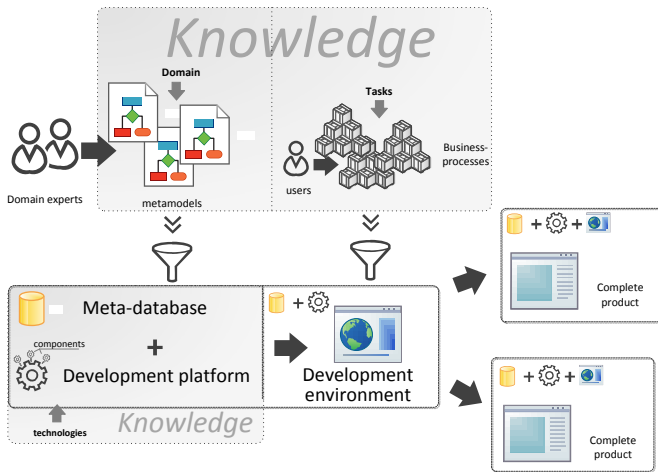 Knowledge
Domain
Tasks
Business-
processes
users
Domain experts
metamodels
+ +
Complete
product
+
Meta-database
components
+
Development platform
Development
environment
technologies
Knowledge
+ +
Complete
product